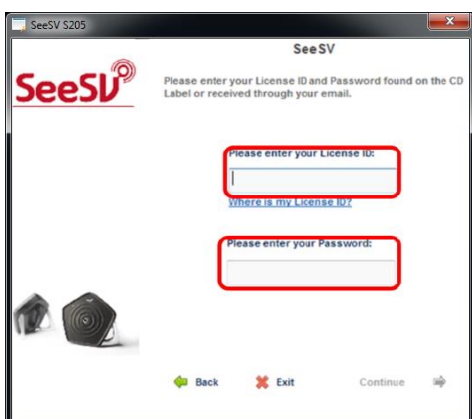 SeeSV S205
SeeSV
SeeSV
Please enter your License ID and Password found on the CD
Label or received through your email.
Please enter your License ID:
Where is my License ID?
Please enter your Password:
Back
Exit
Continue